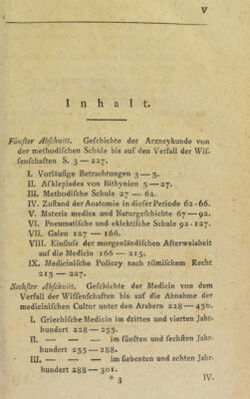 V
Inhalt.
Fünfter Abſchnitt. Geſchichte der Arzneykunde von
der methodiſchen Schule bis auf den Verfall der Wiſ-
ſenſchaften S. 3 — 227.
I. Vorläufige Betrachtungen 3 — 5.
II. Aſklepiades von Bithynien 5 — 27.
III. Methodiſche Schule 27 — 62.
IV. Zuſtand der Anatomie in dieſer Periode 62-66.
V. Materia medica und Naturgeſchichte 67 — 92.
VI. Pneumatiſche und eklektiſche Schule 92-127.
VII. Galen 127 — 166.
VIII. Einfluſs der morgenländiſchen Afterweisheit
auf die Medicin 166 — 215.
IX. Mediciniſche Policey nach römiſchem Recht
215 — 227.
Sechſter Abſchnitt. Geſchichte der Medicin von dem
Verfall der Wiſſenſchaften bis auf die Abnahme der
mediciniſchen Cultur unter den Arabern 228 — 450.
I. Griechiſche Medicin im dritten und vierten Jahr-
hundert 228 — 255.
II. — — — im fünften und ſechſten Jahr-
hundert 255 — 288.
III. — — — im ſiebenten und achten Jahr-
hundert 288 — 301.
* 3 IV.